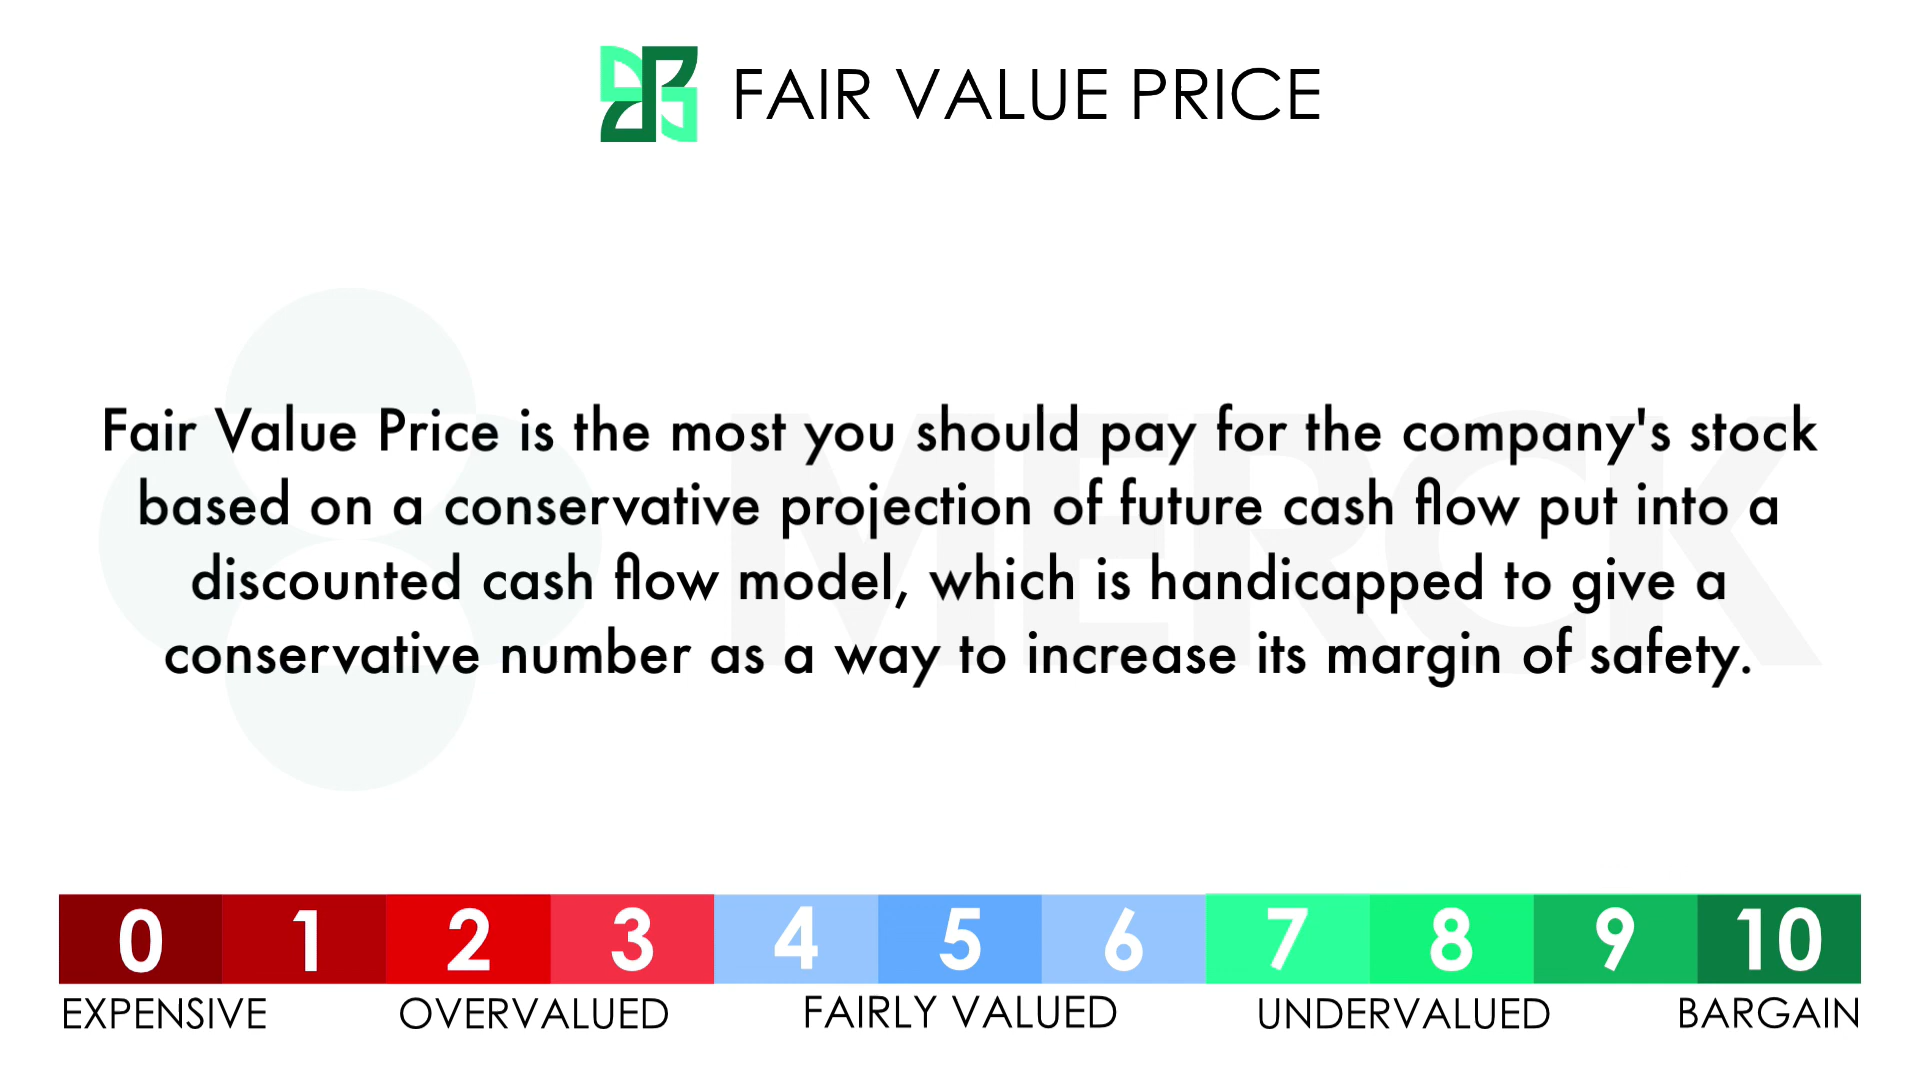 FAIR VALUE PRICE
MERCK
Fair Value Price is the most you should pay for the company's stock
based on a conservative projection of future cash flow put into a
discounted cash flow model, which is handicapped to give a
conservative number as a way to increase its margin of safety.
0 1 2 3 4 5 6 7 8 9 10
EXPENSIVE OVERVALUED FAIRLY VALUED UNDERVALUED BARGAIN